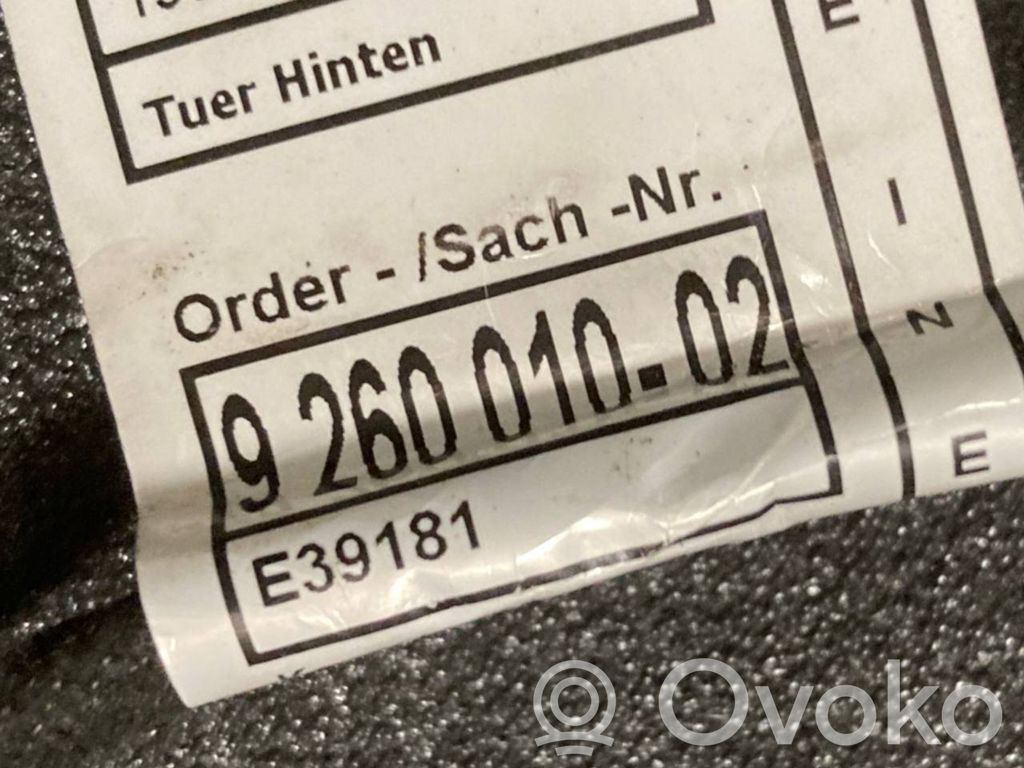 Tuer Hinten
Order - /Sach -Nr.
9 260 010-02
E39181
E
I
N
E
Ovoko